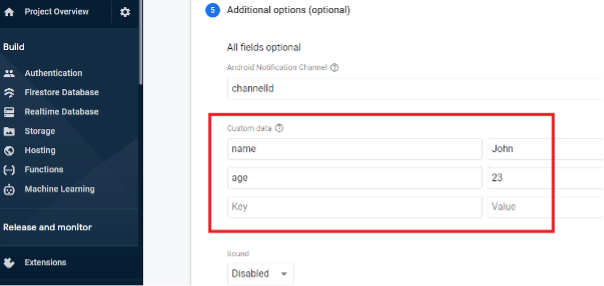 Project Overview
Build
Authentication
Firestore Database
Realtime Database
Storage
Hosting
Functions
Machine Learning
Release and monitor
Extensions
5 Additional options (optional)
All fields optional
Android Notification Channel ?
channelId
Custom data ?
name John
age 23
Key Value
Sound
Disabled